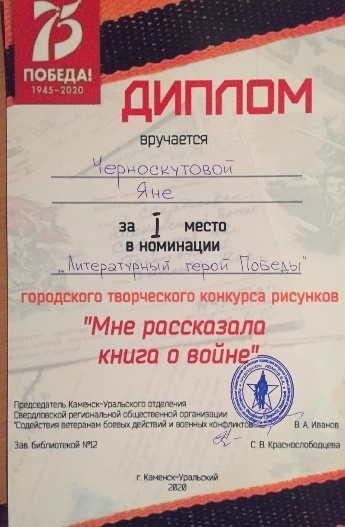 75
ПОБЕДА!
1945-2020
ДИПЛОМ
вручается
Черноскутовой
Яне
за I место
в номинации
„Литературный герой Победы"
городского творческого конкурса рисунков
"Мне рассказала
книга о войне"
Председатель Каменск-Уральского отделения
Свердловской региональной общественной организации
"Содействия ветеранам боевых действий и военных конфликтов" В. А. Иванов
Зав. библиотекой №12 С. В. Краснослободцева
г. Каменск-Уральский
2020